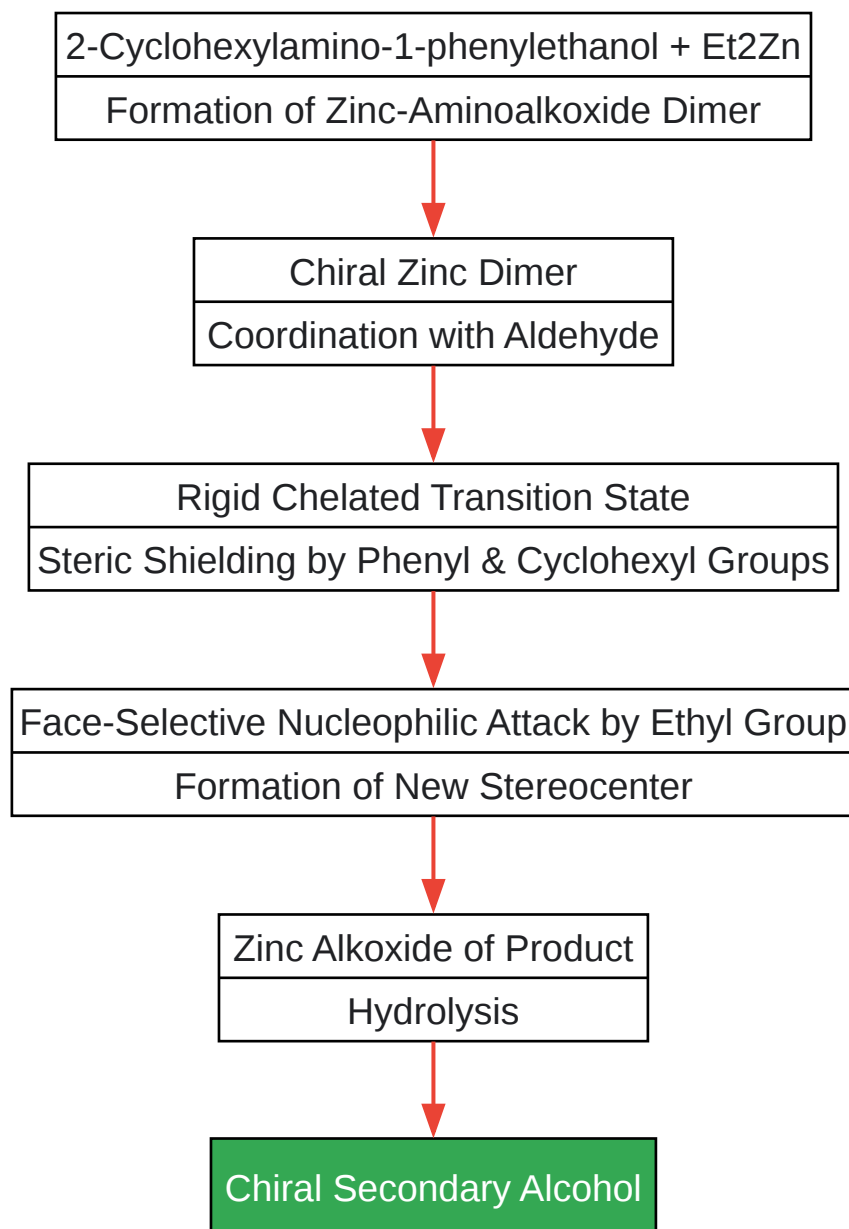 2-Cyclohexylamino-1-phenylethanol + Et2Zn
Formation of Zinc-Aminoalkoxide Dimer
Chiral Zinc Dimer
Coordination with Aldehyde
Rigid Chelated Transition State
Steric Shielding by Phenyl & Cyclohexyl Groups
Face-Selective Nucleophilic Attack by Ethyl Group
Formation of New Stereocenter
Zinc Alkoxide of Product
Hydrolysis
Chiral Secondary Alcohol